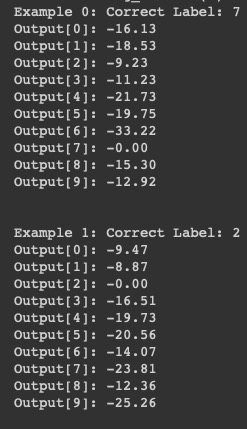 Example 0: Correct Label: 7
Output[0]: -16.13
Output[1]: -18.53
Output[2]: -9.23
Output[3]: -11.23
Output[4]: -21.73
Output[5]: -19.75
Output[6]: -33.22
Output[7]: -0.00
Output[8]: -15.30
Output[9]: -12.92
Example 1: Correct Label: 2
Output[0]: -9.47
Output[1]: -8.87
Output[2]: -0.00
Output[3]: -16.51
Output[4]: -19.73
Output[5]: -20.56
Output[6]: -14.07
Output[7]: -23.81
Output[8]: -12.36
Output[9]: -25.26